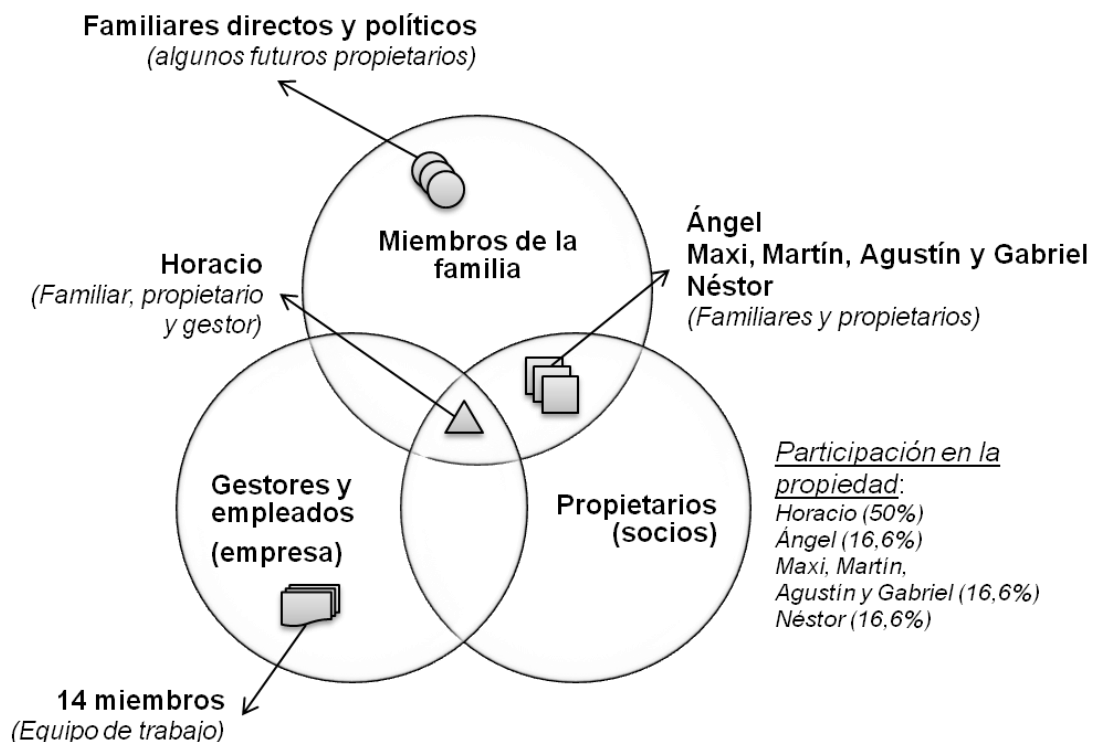 Familiares directos y políticos
(algunos futuros propietarios)
Miembros de la
familia
Horacio
(Familiar, propietario
y gestor)
Ángel
Maxi, Martín, Agustín y Gabriel
Néstor
(Familiares y propietarios)
Gestores y
empleados
(empresa)
Propietarios
(socios)
Participación en la
propiedad:
Horacio (50%)
Ángel (16,6%)
Maxi, Martín,
Agustín y Gabriel (16,6%)
Néstor (16,6%)
14 miembros
(Equipo de trabajo)